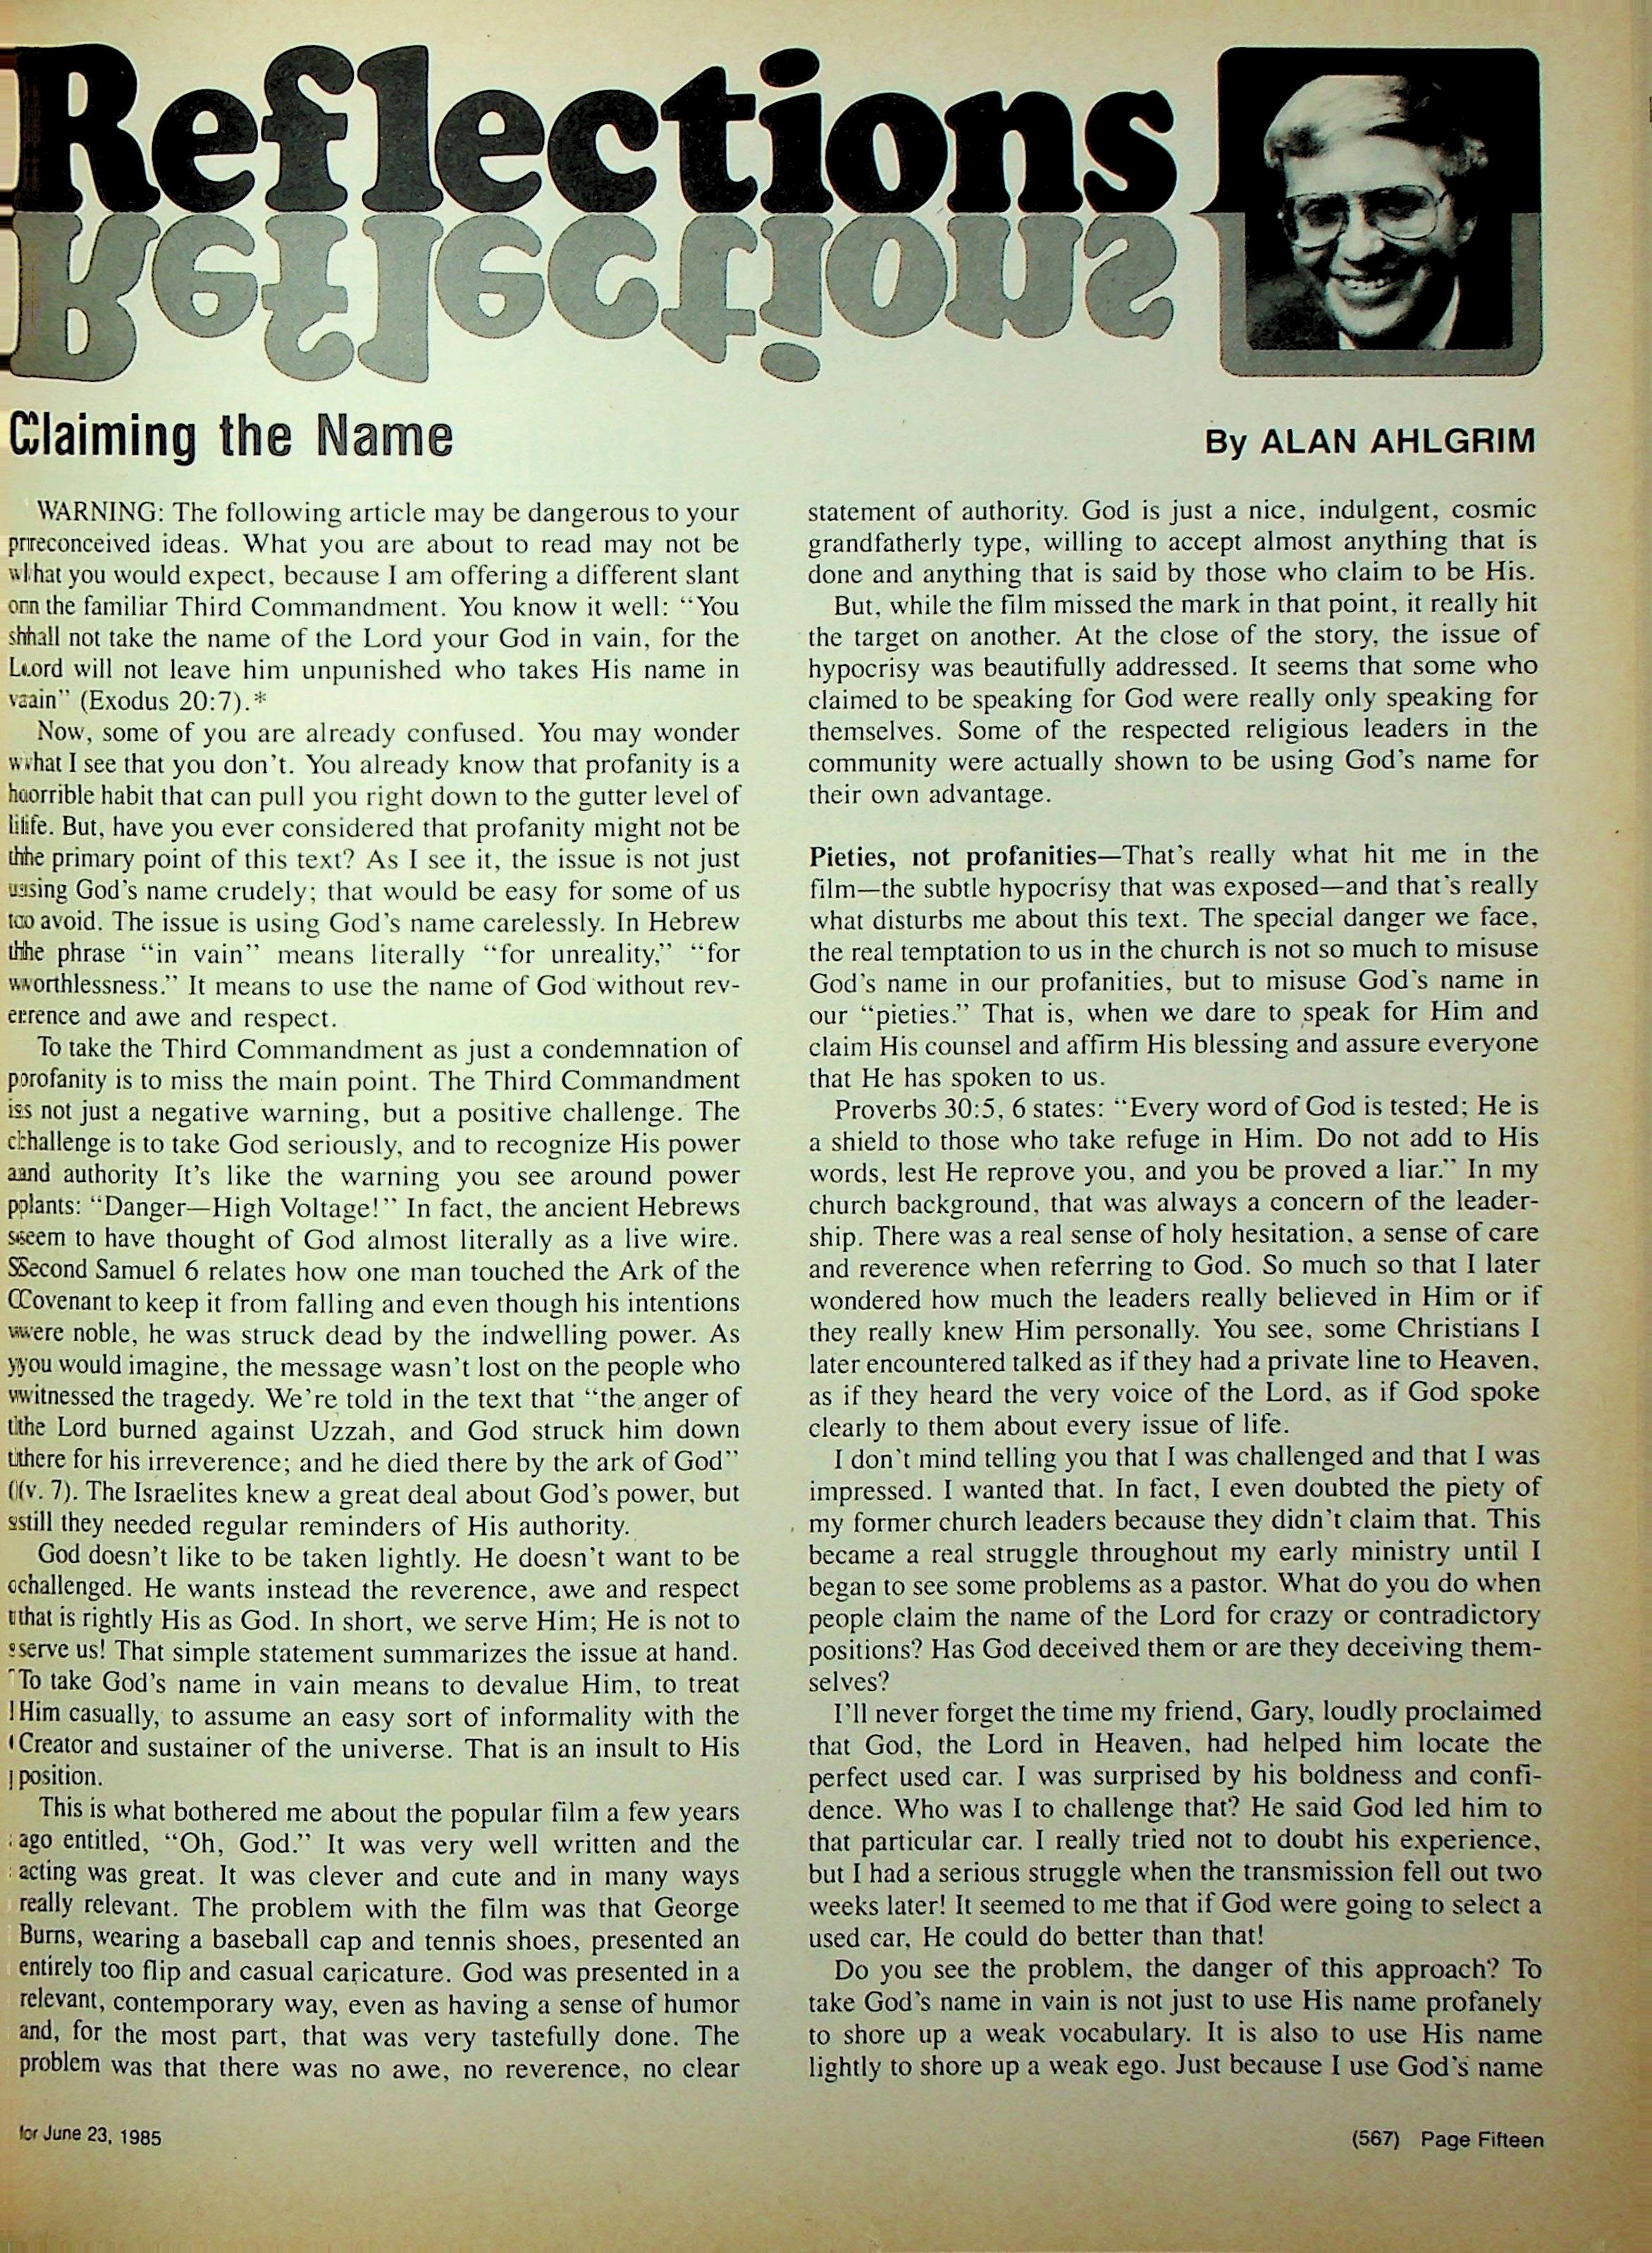 Reflections
Reflections
Claiming the Name
By ALAN AHLGRIM
WARNING: The following article may be dangerous to your
preconceived ideas. What you are about to read may not be
what you would expect, because I am offering a different slant
on the familiar Third Commandment. You know it well: “You
shall not take the name of the Lord your God in vain, for the
Lord will not leave him unpunished who takes His name in
vain” (Exodus 20:7).*
Now, some of you are already confused. You may wonder
what I see that you don’t. You already know that profanity is a
horrible habit that can pull you right down to the gutter level of
life. But, have you ever considered that profanity might not be
the primary point of this text? As I see it, the issue is not just
using God’s name crudely; that would be easy for some of us
to avoid. The issue is using God’s name carelessly. In Hebrew
the phrase “in vain” means literally “for unreality,” “for
worthlessness.” It means to use the name of God without rev-
erence and awe and respect.
To take the Third Commandment as just a condemnation of
profanity is to miss the main point. The Third Commandment
is not just a negative warning, but a positive challenge. The
challenge is to take God seriously, and to recognize His power
and authority It’s like the warning you see around power
plants: “Danger—High Voltage!” In fact, the ancient Hebrews
seem to have thought of God almost literally as a live wire.
Second Samuel 6 relates how one man touched the Ark of the
Covenant to keep it from falling and even though his intentions
were noble, he was struck dead by the indwelling power. As
you would imagine, the message wasn’t lost on the people who
witnessed the tragedy. We’re told in the text that “the anger of
the Lord burned against Uzzah, and God struck him down
there for his irreverence; and he died there by the ark of God”
(v. 7). The Israelites knew a great deal about God’s power, but
still they needed regular reminders of His authority.
God doesn’t like to be taken lightly. He doesn’t want to be
challenged. He wants instead the reverence, awe and respect
that is rightly His as God. In short, we serve Him; He is not to
serve us! That simple statement summarizes the issue at hand.
To take God’s name in vain means to devalue Him, to treat
Him casually, to assume an easy sort of informality with the
Creator and sustainer of the universe. That is an insult to His
position.
This is what bothered me about the popular film a few years
ago entitled, “Oh, God.” It was very well written and the
acting was great. It was clever and cute and in many ways
really relevant. The problem with the film was that George
Burns, wearing a baseball cap and tennis shoes, presented an
entirely too flip and casual caricature. God was presented in a
relevant, contemporary way, even as having a sense of humor
and, for the most part, that was very tastefully done. The
problem was that there was no awe, no reverence, no clear
statement of authority. God is just a nice, indulgent, cosmic
grandfatherly type, willing to accept almost anything that is
done and anything that is said by those who claim to be His.
But, while the film missed the mark in that point, it really hit
the target on another. At the close of the story, the issue of
hypocrisy was beautifully addressed. It seems that some who
claimed to be speaking for God were really only speaking for
themselves. Some of the respected religious leaders in the
community were actually shown to be using God’s name for
their own advantage.
Pieties, not profanities—That’s really what hit me in the
film—the subtle hypocrisy that was exposed—and that’s really
what disturbs me about this text. The special danger we face,
the real temptation to us in the church is not so much to misuse
God’s name in our profanities, but to misuse God’s name in
our “pieties.” That is, when we dare to speak for Him and
claim His counsel and affirm His blessing and assure everyone
that He has spoken to us.
Proverbs 30:5, 6 states: “Every word of God is tested; He is
a shield to those who take refuge in Him. Do not add to His
words, lest He reprove you, and you be proved a liar.” In my
church background, that was always a concern of the leader-
ship. There was a real sense of holy hesitation, a sense of care
and reverence when referring to God. So much so that I later
wondered how much the leaders really believed in Him or if
they really knew Him personally. You see, some Christians I
later encountered talked as if they had a private line to Heaven,
as if they heard the very voice of the Lord, as if God spoke
clearly to them about every issue of life.
I don’t mind telling you that I was challenged and that I was
impressed. I wanted that. In fact, I even doubted the piety of
my former church leaders because they didn’t claim that. This
became a real struggle throughout my early ministry until I
began to see some problems as a pastor. What do you do when
people claim the name of the Lord for crazy or contradictory
positions? Has God deceived them or are they deceiving them-
selves?
I’ll never forget the time my friend, Gary, loudly proclaimed
that God, the Lord in Heaven, had helped him locate the
perfect used car. I was surprised by his boldness and confi-
dence. Who was I to challenge that? He said God led him to
that particular car. I really tried not to doubt his experience,
but I had a serious struggle when the transmission fell out two
weeks later! It seemed to me that if God were going to select a
used car, He could do better than that!
Do you see the problem, the danger of this approach? To
take God’s name in vain is not just to use His name profanely
to shore up a weak vocabulary. It is also to use His name
lightly to shore up a weak ego. Just because I use God’s name
for June 23, 1985
(567) Page Fifteen